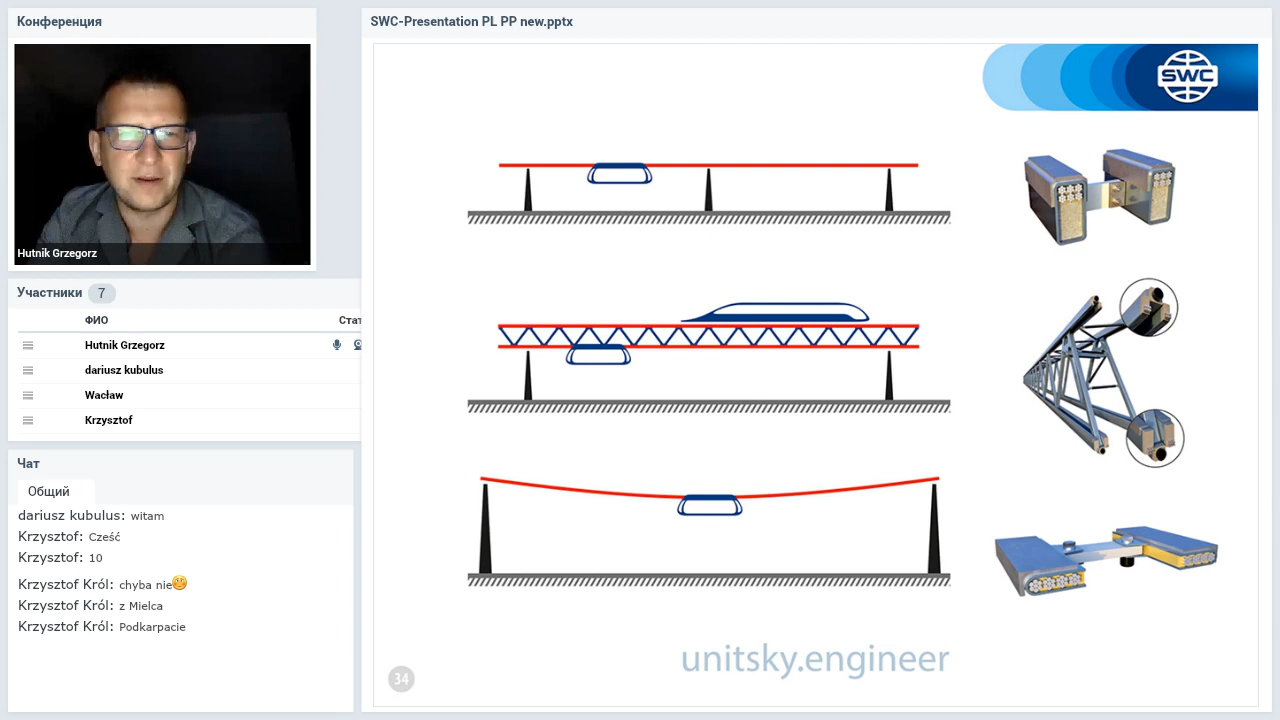 Конференция
Hutnik Grzegorz
Участники 7
ФИО Стат
Hutnik Grzegorz
dariusz kubulus
Wacław
Krzysztof
Чат
Общий
dariusz kubulus: witam
Krzysztof: Cześć
Krzysztof: 10
Krzysztof Król: chyba nie
Krzysztof Król: z Mielca
Krzysztof Król: Podkarpacie
SWC-Presentation PL PP new.pptx
SWC
unitsky.engineer
34